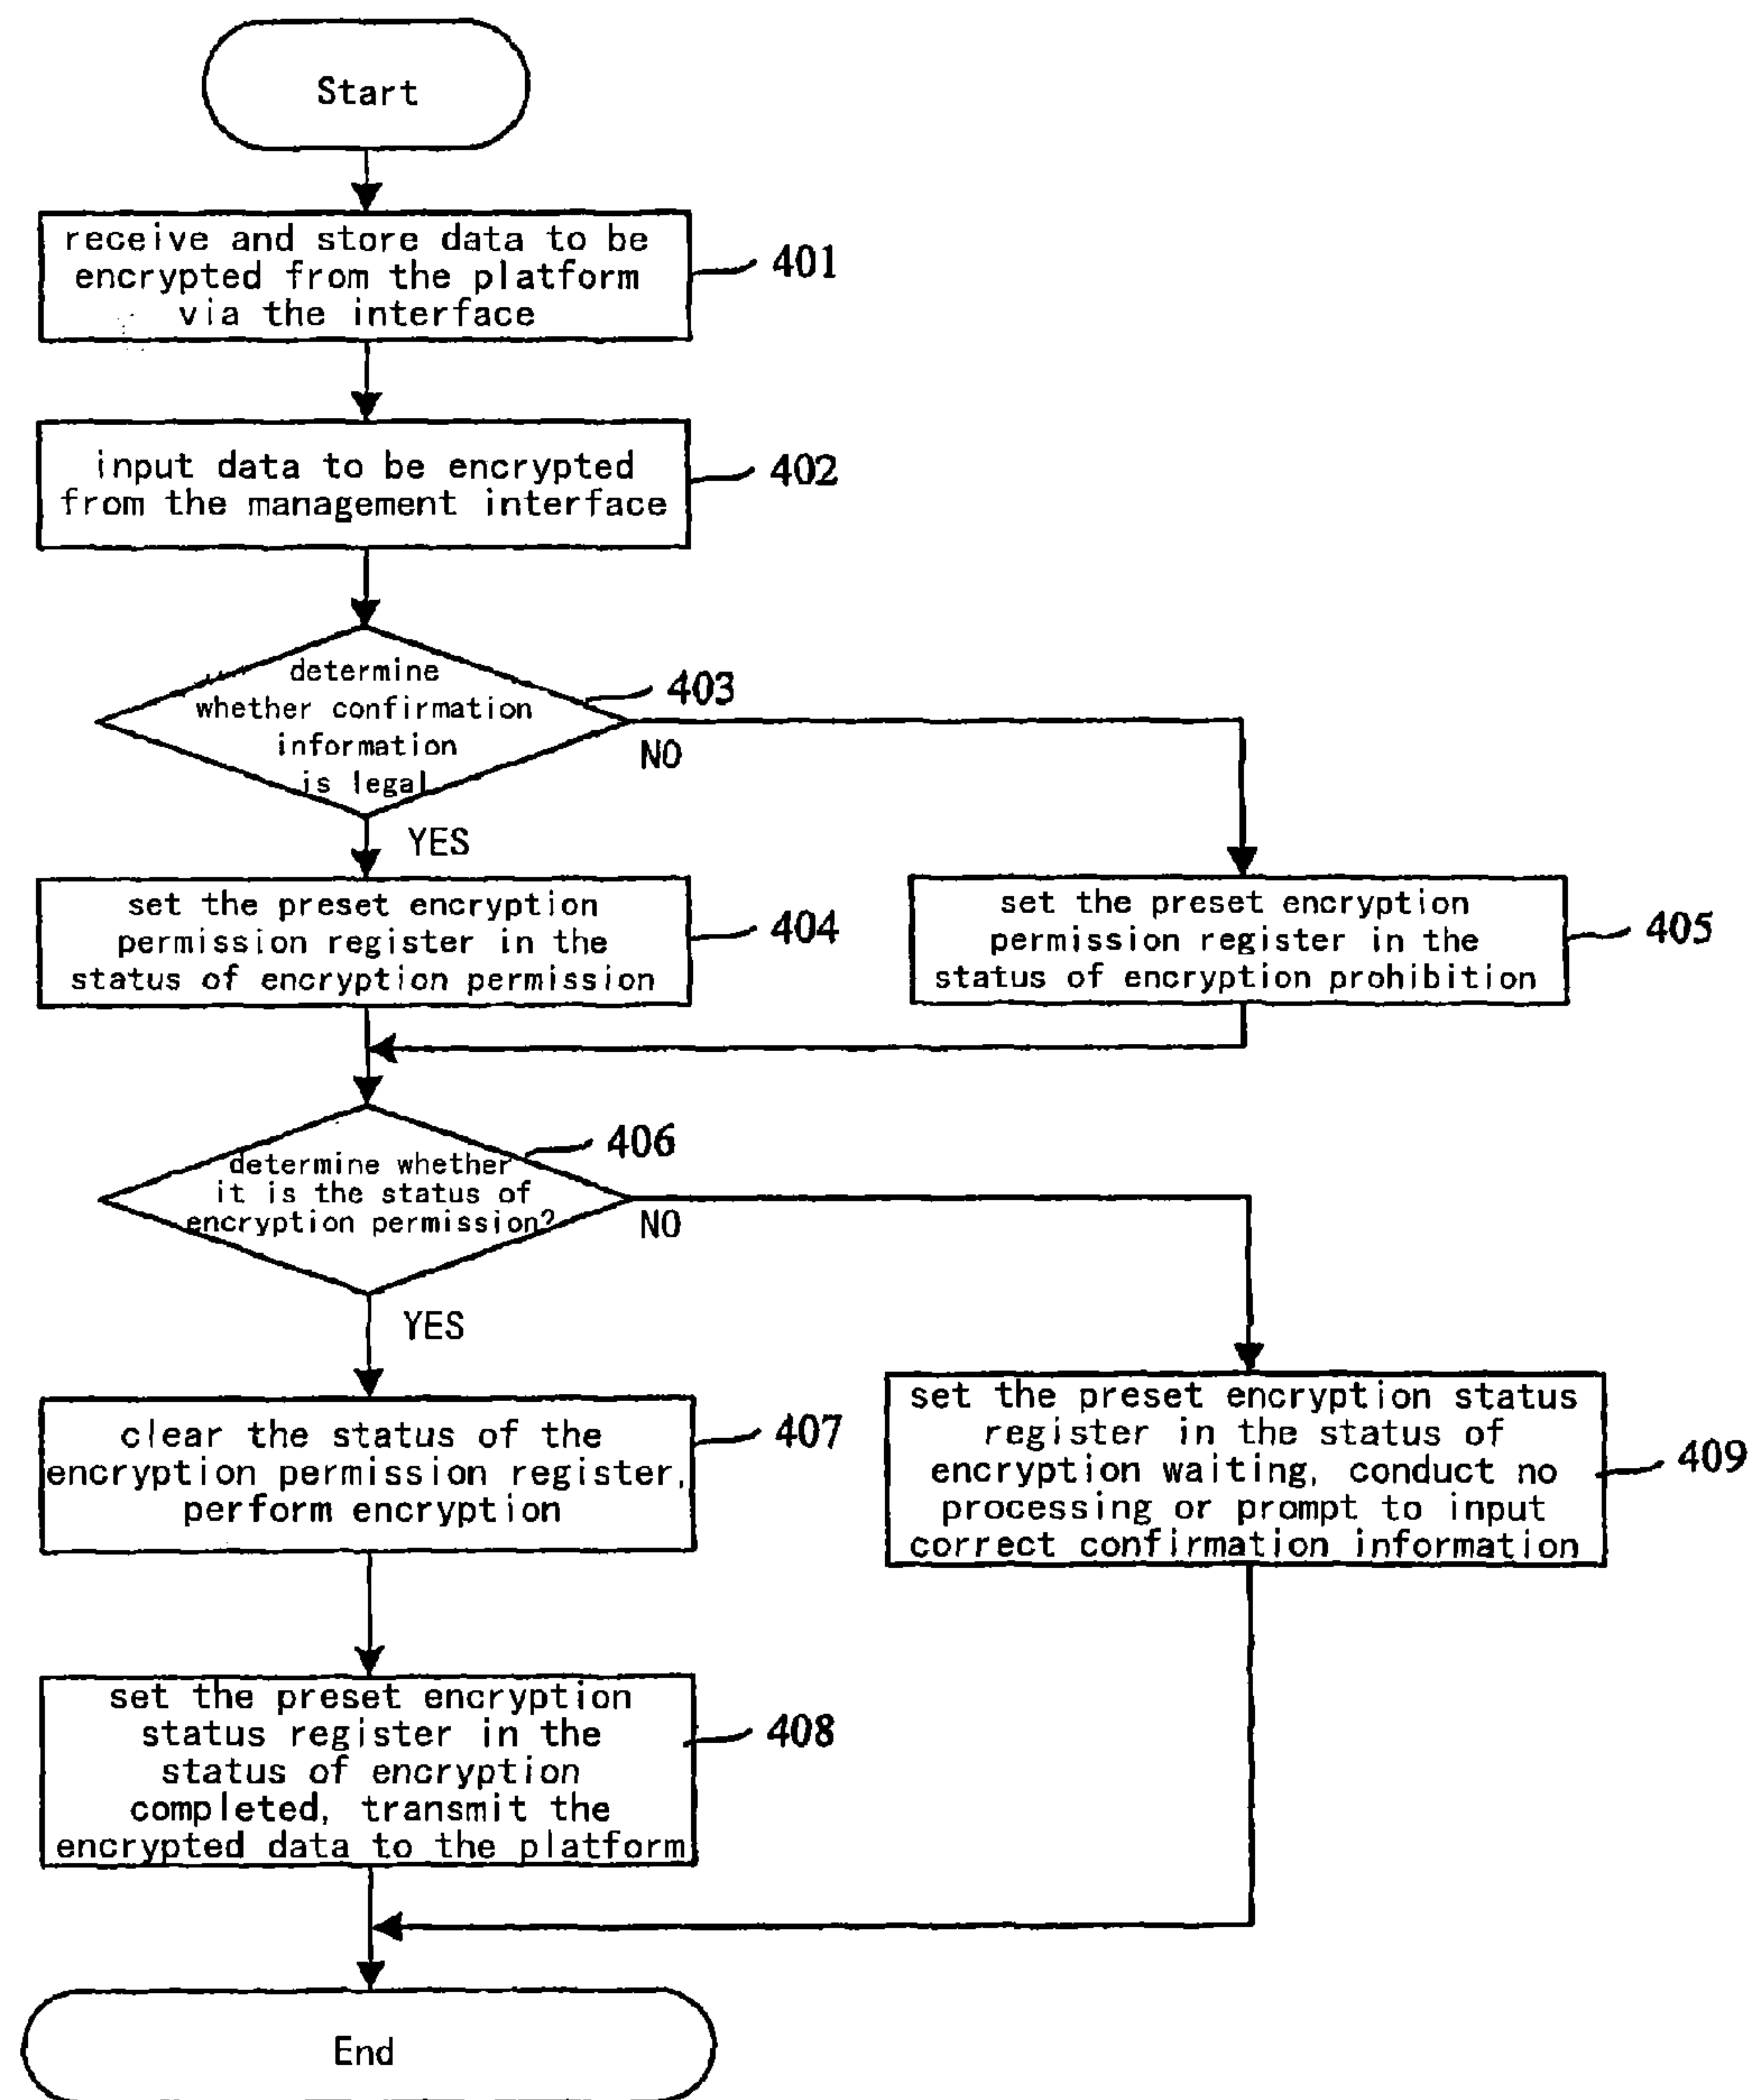 Start
receive and store data to be
encrypted from the platform
via the interface
401
input data to be encrypted
from the management interface
402
determine
whether confirmation
information
is legal
403
NO
YES
set the preset encryption
permission register in the
status of encryption permission
404
set the preset encryption
permission register in the
status of encryption prohibition
405
determine whether
it is the status of
encryption permission?
406
NO
YES
clear the status of the
encryption permission register,
perform encryption
407
set the preset encryption status
register in the status of
encryption waiting, conduct no
processing or prompt to input
correct confirmation information
409
set the preset encryption
status register in the
status of encryption
completed, transmit the
encrypted data to the platform
408
End